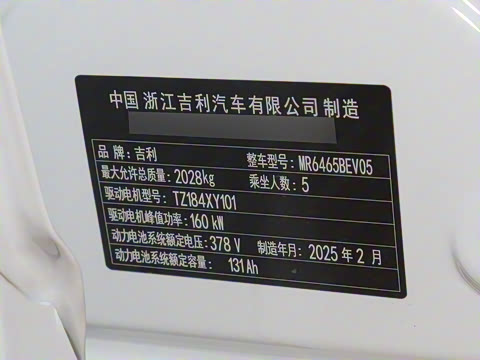 中国 浙江吉利汽车有限公司 制造
品 牌：吉利 整车型号：MR6465BEV05
最大允许总质量：2028kg 乘坐人数：5
驱动电机型号：TZ184XY101
驱动电机峰值功率：160 kW
动力电池系统额定电压：378 V 制造年月：2025 年 2 月
动力电池系统额定容量： 131 Ah